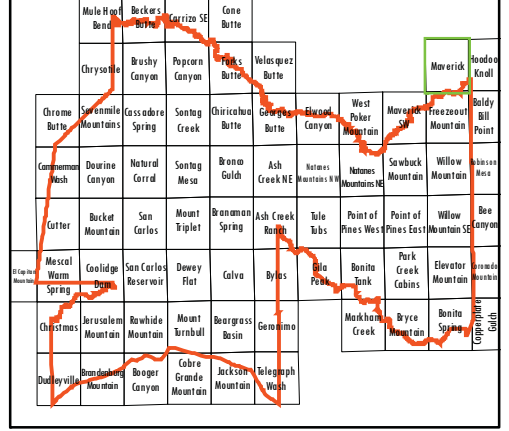 Mule Hoof Bend
Beckers Butte
Carrizo SE
Cone Butte
Chrysotile
Brushy Canyon
Popcorn Canyon
Forks Butte
Velasquez Butte
Maverick
Hoodoo Knoll
Chrome Butte
Sevenmile Mountains
Cassadore Spring
Sontag Creek
Chiricahua Butte
Georges Butte
Elwood Canyon
West Poker Mountain
Maverick SW
Freezeout Mountain
Baldy Bill Point
Cammerman Wash
Dourine Canyon
Natural Corral
Sontag Mesa
Bronco Gulch
Ash Creek NE
Natanes Mountains NW
Natanes Mountains NE
Sawbuck Mountain
Willow Mountain
Robinson Mesa
Cutter
Bucket Mountain
San Carlos
Mount Triplet
Branaman Spring
Ash Creek Ranch
Tule Tubs
Point of Pines West
Point of Pines East
Willow Mountain SE
Bee Canyon
El Capitan Mountain
Mescal Warm Spring
Coolidge Dam
San Carlos Reservoir
Dewey Flat
Calva
Bylas
Gila Peak
Bonita Tank
Park Creek Cabins
Elevator Mountain
Coronado Mountain
Christmas
Jerusalem Mountain
Rawhide Mountain
Mount Turnbull
Beargrass Basin
Geronimo
Markham Creek
Bryce Mountain
Bonita Spring
Copperplate Gulch
Dudleyville
Brandenburg Mountain
Booger Canyon
Cobre Grande Mountain
Jackson Mountain
Telegraph Wash